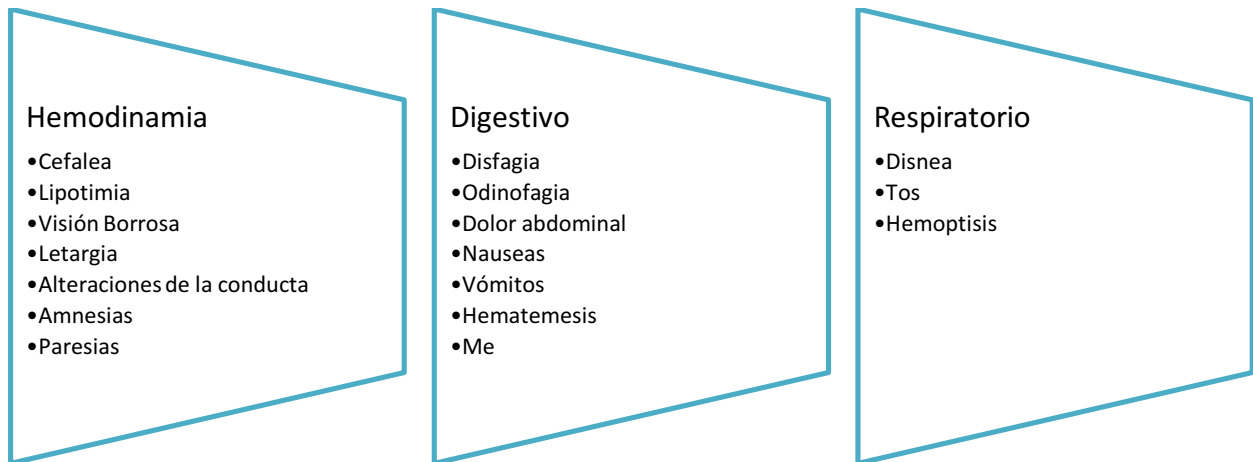 Hemodinamia
•Cefalea
•Lipotimia
•Visión Borrosa
•Letargia
•Alteraciones de la conducta
•Amnesias
•Paresias
Digestivo
•Disfagia
•Odinofagia
•Dolor abdominal
•Nauseas
•Vómitos
•Hematemesis
•Me
Respiratorio
•Disnea
•Tos
•Hemoptisis